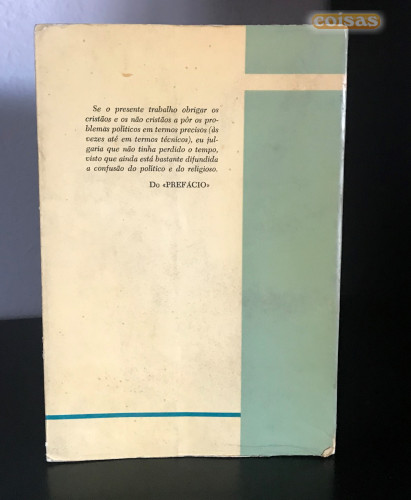 coisas
Se o presente trabalho obrigar os
cristãos e os não cristãos a pôr os pro-
blemas políticos em termos precisos (às
vezes até em termos técnicos), eu jul-
garia que não tinha perdido o tempo,
visto que ainda está bastante difundida
a confusão do político e do religioso.
Do «PREFÁCIO»